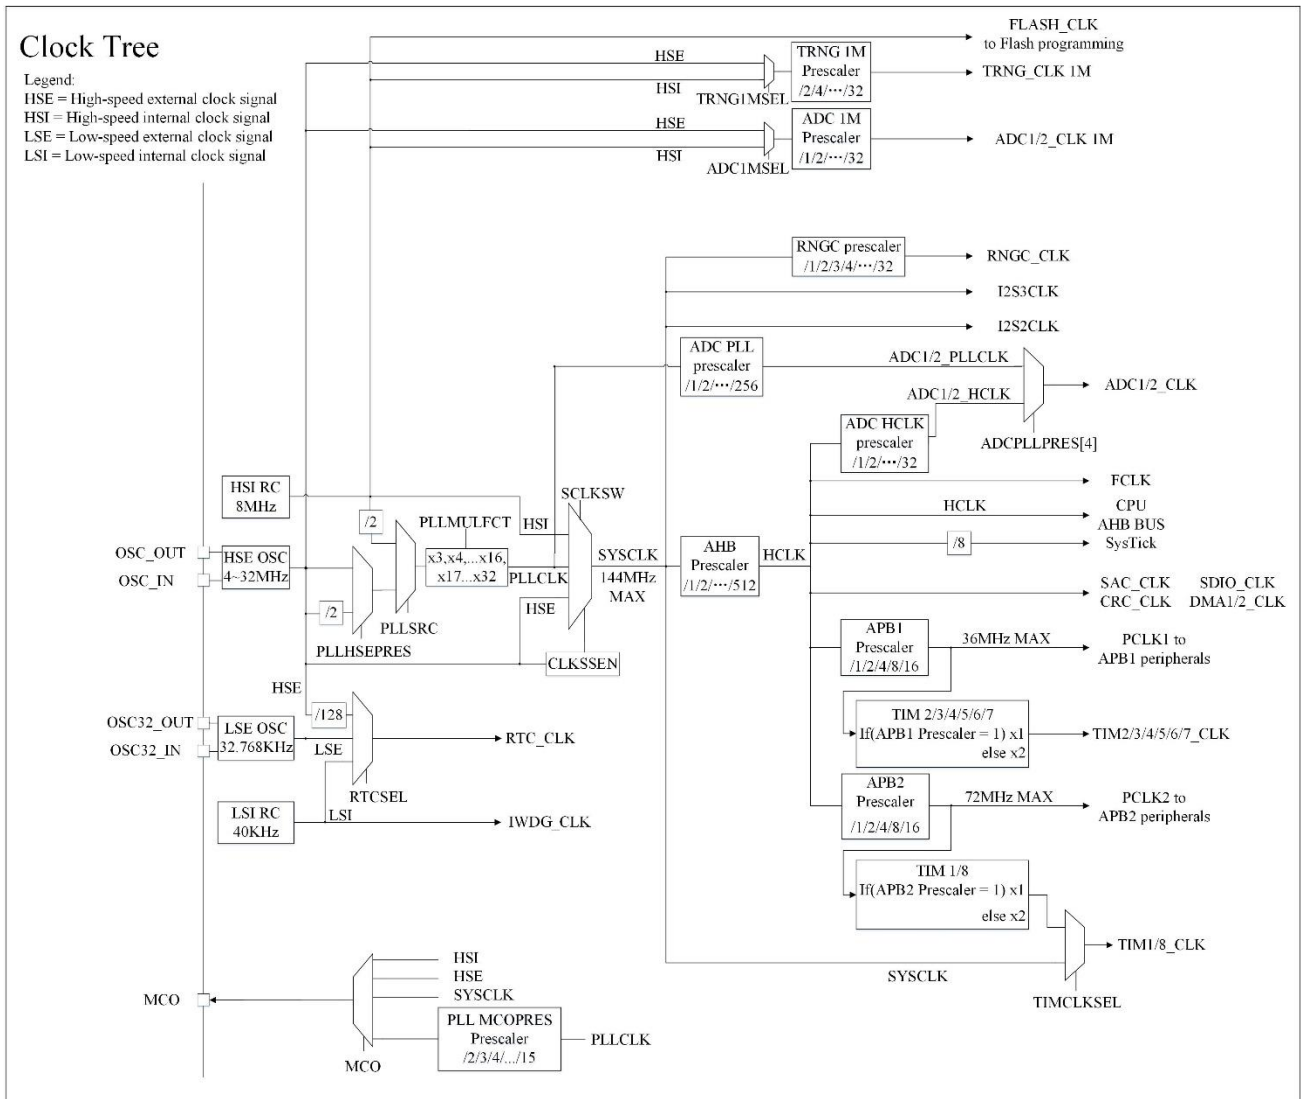 Clock Tree
Legend:
HSE = High-speed external clock signal
HSI = High-speed internal clock signal
LSE = Low-speed external clock signal
LSI = Low-speed internal clock signal
FLASH_CLK
to Flash programming
HSE
HSI
TRNG1MSEL
TRNG 1M
Prescaler
/2/4/···/32
TRNG_CLK 1M
HSE
HSI
ADC1MSEL
ADC 1M
Prescaler
/1/2/···/32
ADC1/2_CLK 1M
RNGC prescaler
/1/2/3/4/···/32
RNGC_CLK
I2S3CLK
I2S2CLK
ADC PLL
prescaler
/1/2/···/256
ADC1/2_PLLCLK
ADC1/2_HCLK
ADC1/2_CLK
ADCPLLPRES[4]
ADC HCLK
prescaler
/1/2/···/32
FCLK
HCLK
CPU
AHB BUS
/8
SysTick
SAC_CLK
SDIO_CLK
CRC_CLK
DMA1/2_CLK
HSI RC
8MHz
OSC_OUT
OSC_IN
HSE OSC
4~32MHz
/2
/2
PLLHSEPRES
PLLSRC
PLLMULFCT
x3,x4,...x16,
x17...x32
PLLCLK
HSI
HSE
SCLKSW
CLKSSEN
SYSCLK
144MHz
MAX
AHB
Prescaler
/1/2/···/512
HCLK
APB1
Prescaler
/1/2/4/8/16
36MHz MAX
PCLK1 to
APB1 peripherals
TIM 2/3/4/5/6/7
If(APB1 Prescaler = 1) x1
else x2
TIM2/3/4/5/6/7_CLK
APB2
Prescaler
/1/2/4/8/16
72MHz MAX
PCLK2 to
APB2 peripherals
TIM 1/8
If(APB2 Prescaler = 1) x1
else x2
TIM1/8_CLK
SYSCLK
TIMCLKSEL
HSE
/128
OSC32_OUT
OSC32_IN
LSE OSC
32.768KHz
LSE
RTC_CLK
RTCSEL
LSI RC
40KHz
LSI
IWDG_CLK
MCO
HSI
HSE
SYSCLK
PLL MCOPRES
Prescaler
/2/3/4/.../15
PLLCLK
MCO